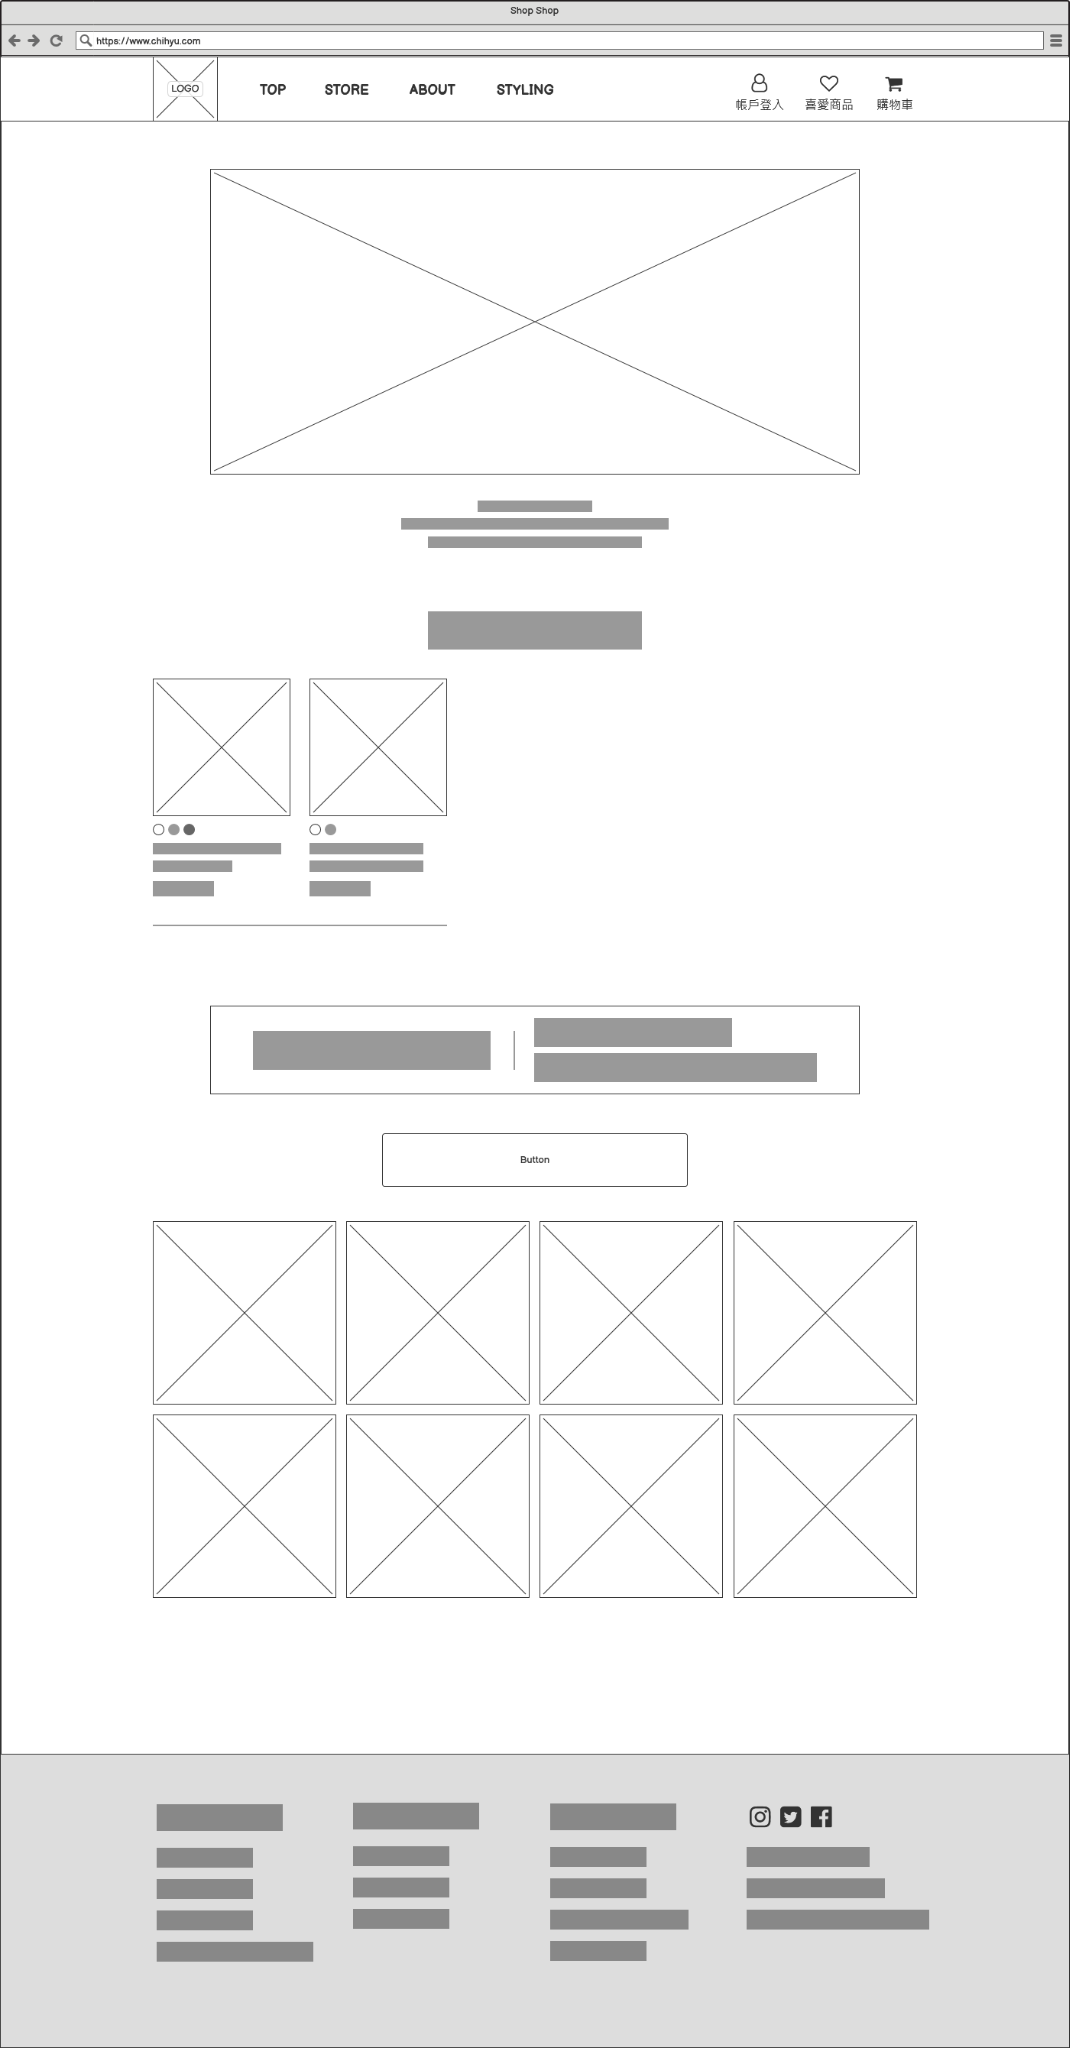 Shop Shop
https://www.chihyu.com
LOGO
TOP
STORE
ABOUT
STYLING
帳戶登入
喜愛商品
購物車
Button